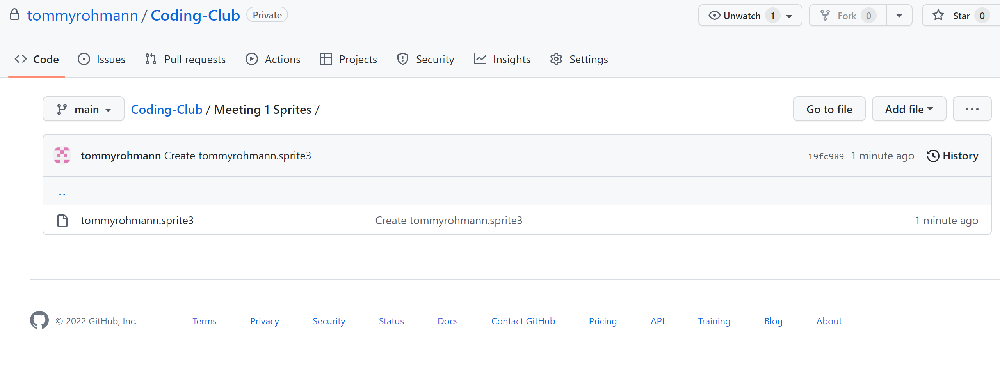 tommyrohmann / Coding-Club Private Unwatch 1 Fork 0 Star 0
Code Issues Pull requests Actions Projects Security Insights Settings
main Coding-Club / Meeting 1 Sprites / Go to file Add file ...
tommyrohmann Create tommyrohmann.sprite3 19fc989 1 minute ago History
..
tommyrohmann.sprite3 Create tommyrohmann.sprite3 1 minute ago
© 2022 GitHub, Inc. Terms Privacy Security Status Docs Contact GitHub Pricing API Training Blog About